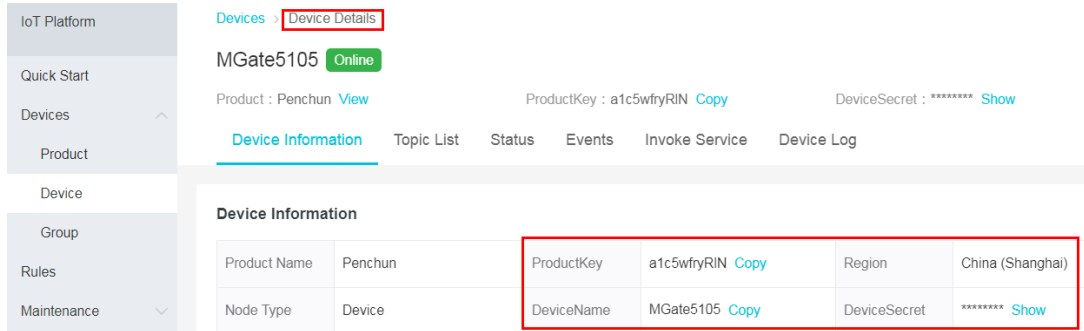 IoT Platform
Quick Start
Devices
Product
Device
Group
Rules
Maintenance
Devices > Device Details
MGate5105 Online
Product : Penchun View ProductKey : a1c5wfryRIN Copy DeviceSecret : ******** Show
Device Information Topic List Status Events Invoke Service Device Log
Device Information
Product Name Penchun ProductKey a1c5wfryRIN Copy Region China (Shanghai)
Node Type Device DeviceName MGate5105 Copy DeviceSecret ******** Show